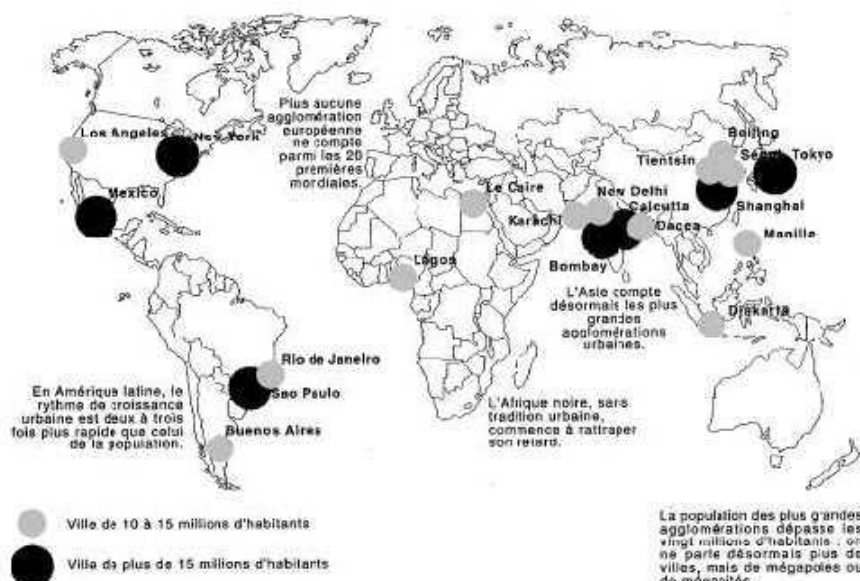 Plus aucune
agglomération
européenne
ne compte
parmi les 20
premières
mondiales.
Los Angeles
New York
Mexico
Le Caire
Lagos
Karachi
New Delhi
Calcutta
Dacca
Bombay
Beijing
Tientsin
Séoul
Tokyo
Shanghai
Manille
Djakarta
L'Asie compte
désormais les plus
grandes
agglomérations
urbaines.
Rio de Janeiro
Sao Paulo
Buenos Aires
En Amérique latine, le
rythme de croissance
urbaine est deux à trois
fois plus rapide que celui
de la population.
L'Afrique noire, sans
tradition urbaine,
commence à rattraper
son retard.
Ville de 10 à 15 millions d'habitants
Ville de plus de 15 millions d'habitants
La population des plus grandes
agglomérations dépasse les
vingt millions d'habitants : on
ne parle désormais plus de
villes, mais de mégapoles ou
de mégacités